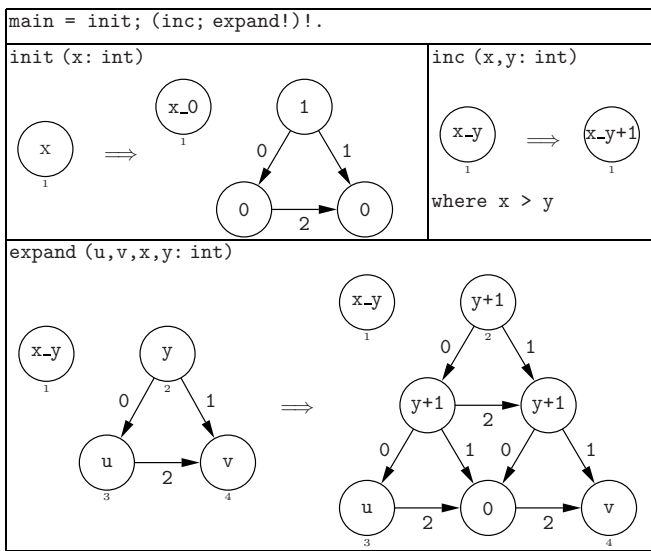 main = init; (inc; expand!)!.
init (x: int)
x
1
⟹
x_0
1
1
0
1
0
2
0
inc (x,y: int)
x_y
1
⟹
x_y+1
1
where x > y
expand (u,v,x,y: int)
x_y
1
y
2
0
1
u
3
2
v
4
⟹
x_y
1
y+1
2
0
1
y+1
2
y+1
0
1
0
1
u
3
2
0
2
v
4